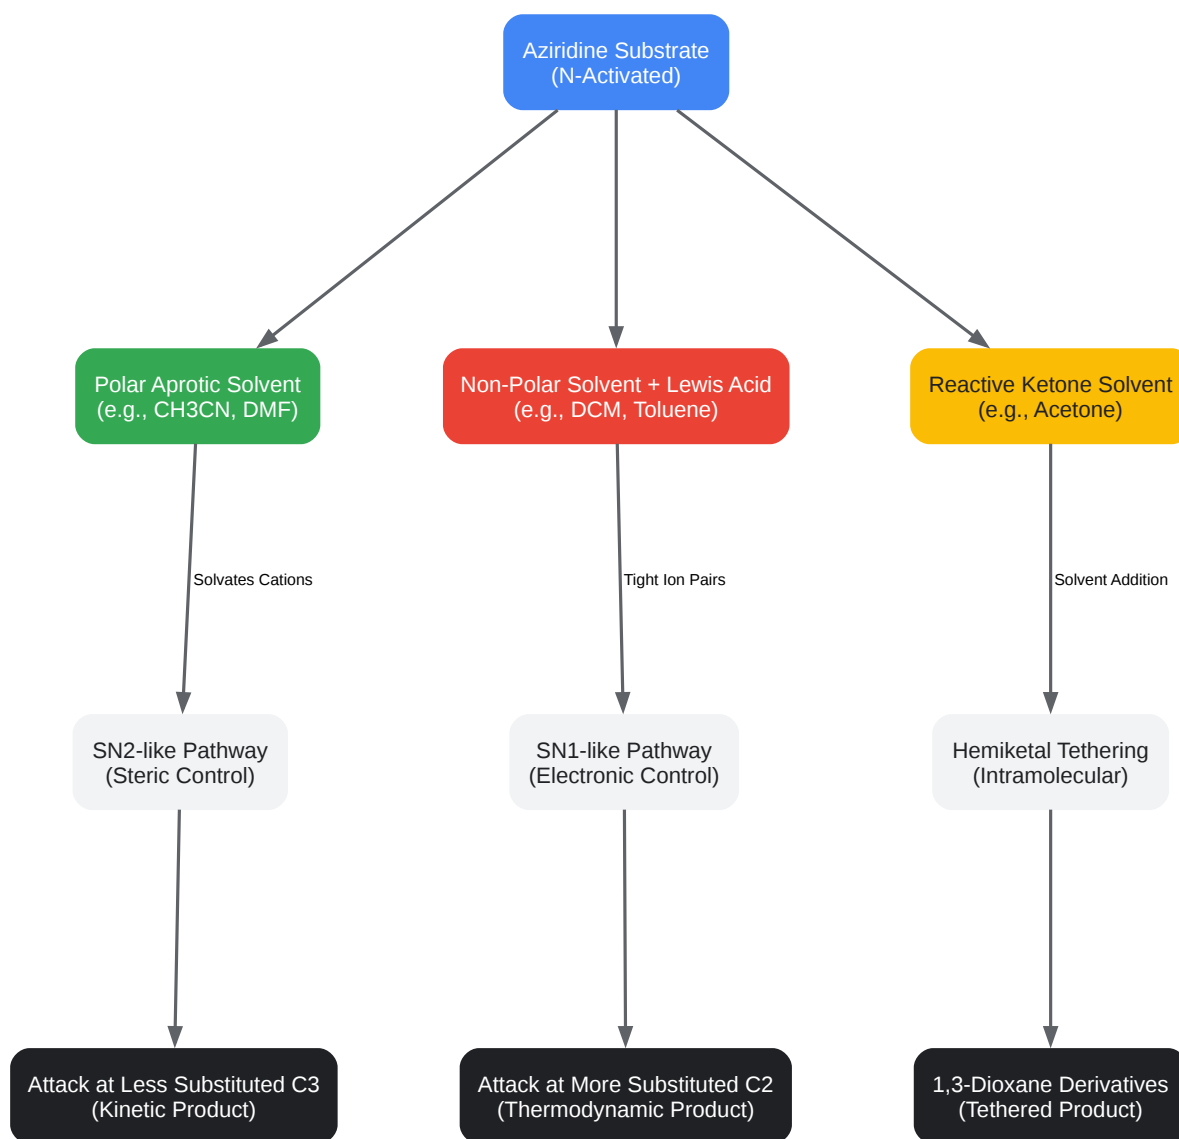 Aziridine Substrate
(N-Activated)
Polar Aprotic Solvent
(e.g., CH3CN, DMF)
Non-Polar Solvent + Lewis Acid
(e.g., DCM, Toluene)
Reactive Ketone Solvent
(e.g., Acetone)
Solvates Cations
Tight Ion Pairs
Solvent Addition
SN2-like Pathway
(Steric Control)
SN1-like Pathway
(Electronic Control)
Hemiketal Tethering
(Intramolecular)
Attack at Less Substituted C3
(Kinetic Product)
Attack at More Substituted C2
(Thermodynamic Product)
1,3-Dioxane Derivatives
(Tethered Product)